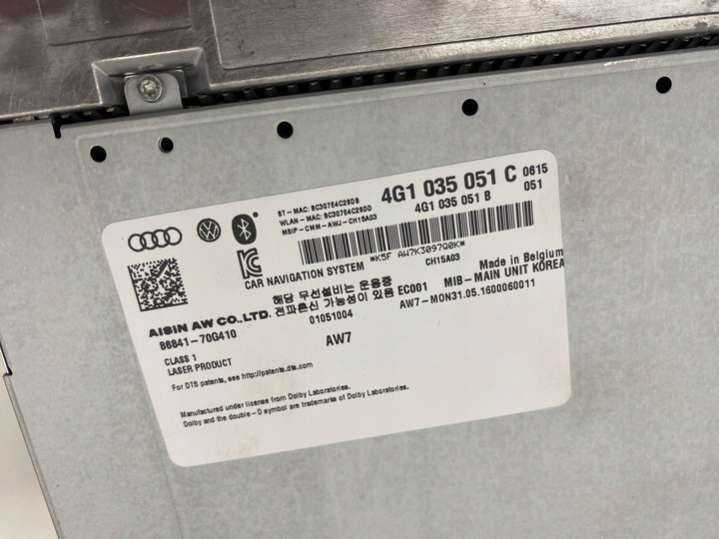 4G1 035 051 C 0615
4G1 035 051 B 051
BT-MAC: 9C30754C29D8
WLAN-MAC: 9C30754C29DD
MSIP-CMM-AWJ-CH15A03
*K5F AW7K3097Q0K*
CAR NAVIGATION SYSTEM CH15A03
Made in Belgium
해당 무선설비는 운용중
전파혼신 가능성이 있음 EC001 MIB-MAIN UNIT KOREA
AISIN AW CO.,LTD.
86841-70G410 01051004 AW7-MON31.05.1600060011
CLASS 1 AW7
LASER PRODUCT
For DTS patents, see http://patents.dts.com
Manufactured under license from Dolby Laboratories.
Dolby and the double-D symbol are trademarks of Dolby Laboratories.